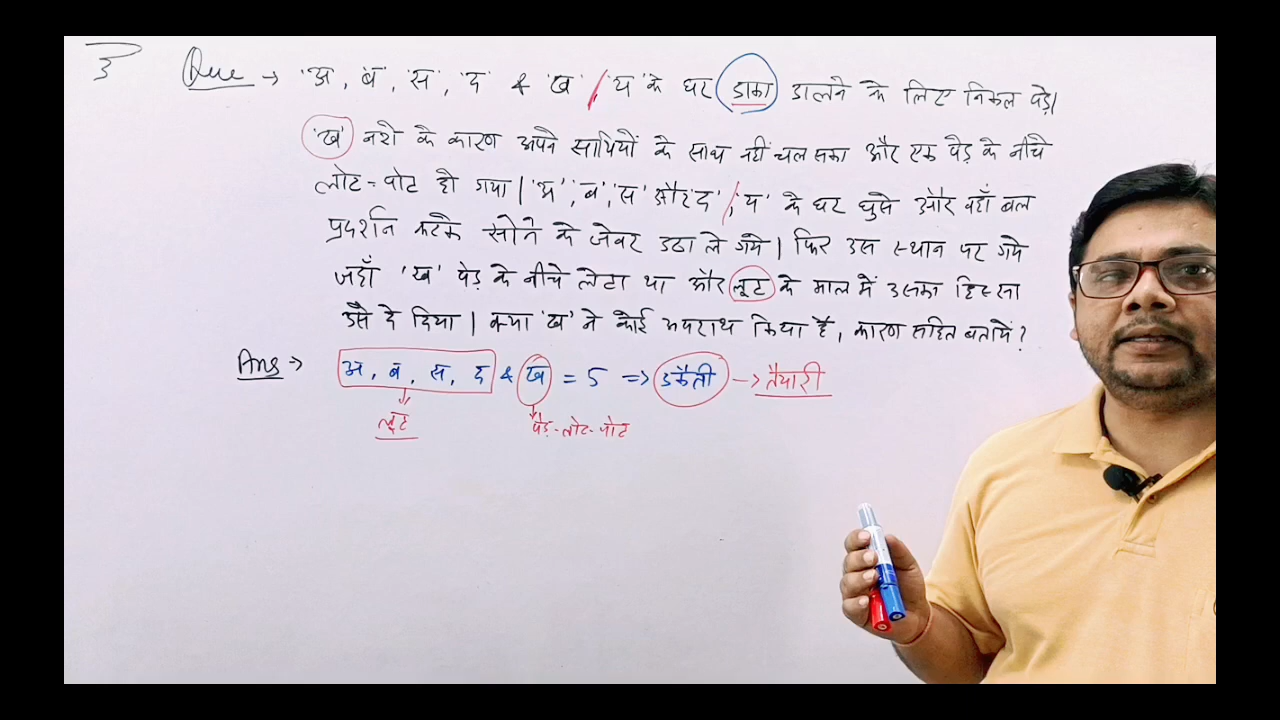 3 Que → 'अ', 'ब', 'स', 'द' & 'ख' / 'य' के घर डाका डालने के लिए निकल पड़े।
'ख' नशे के कारण अपने साथियों के साथ नहीं चल सका और एक पेड़ के नीचे
लोट-पोट हो गया। 'अ', 'ब', 'स' और 'द' / 'य' के घर घुसे और वहाँ बल
प्रदर्शन करके सोने के जेवर उठा ले गये। फिर उस स्थान पर गये
जहाँ 'ख' पेड़ के नीचे लेटा था और लूट के माल में उसका हिस्सा
उसे दे दिया। क्या 'ख' ने कोई अपराध किया है, कारण सहित बतायें?
Ans → अ, ब, स, द & ख = 5 ⇒ डकैती → तैयारी
लूट पेड़-लोट-पोट